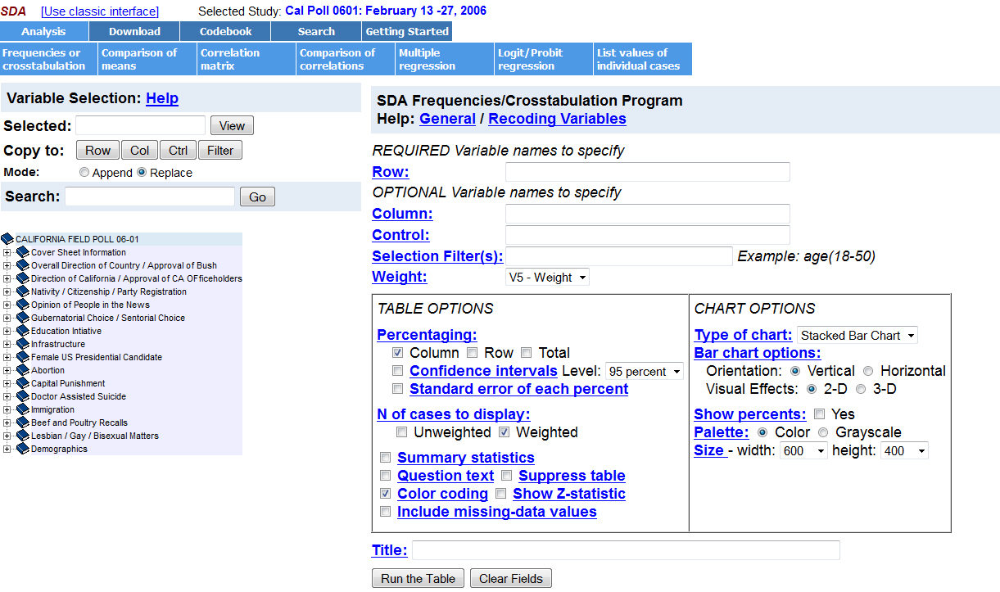 SDA [Use classic interface] Selected Study: Cal Poll 0601: February 13 -27, 2006
Analysis Download Codebook Search Getting Started
Frequencies or crosstabulation Comparison of means Correlation matrix Comparison of correlations Multiple regression Logit/Probit regression List values of individual cases
Variable Selection: Help
Selected: View
Copy to: Row Col Ctrl Filter
Mode: Append Replace
Search: Go
CALIFORNIA FIELD POLL 06-01
Cover Sheet Information
Overall Direction of Country / Approval of Bush
Direction of California / Approval of CA OFficeholders
Nativity / Citizenship / Party Registration
Opinion of People in the News
Gubernatorial Choice / Sentorial Choice
Education Intiative
Infrastructure
Female US Presidential Candidate
Abortion
Capital Punishment
Doctor Assisted Suicide
Immigration
Beef and Poultry Recalls
Lesbian / Gay / Bisexual Matters
Demographics
SDA Frequencies/Crosstabulation Program
Help: General / Recoding Variables
REQUIRED Variable names to specify
Row:
OPTIONAL Variable names to specify
Column:
Control:
Selection Filter(s): Example: age(18-50)
Weight: V5 - Weight
TABLE OPTIONS
Percentaging:
Column Row Total
Confidence intervals Level: 95 percent
Standard error of each percent
N of cases to display:
Unweighted Weighted
Summary statistics
Question text Suppress table
Color coding Show Z-statistic
Include missing-data values
CHART OPTIONS
Type of chart: Stacked Bar Chart
Bar chart options:
Orientation: Vertical Horizontal
Visual Effects: 2-D 3-D
Show percents: Yes
Palette: Color Grayscale
Size - width: 600 height: 400
Title:
Run the Table Clear Fields